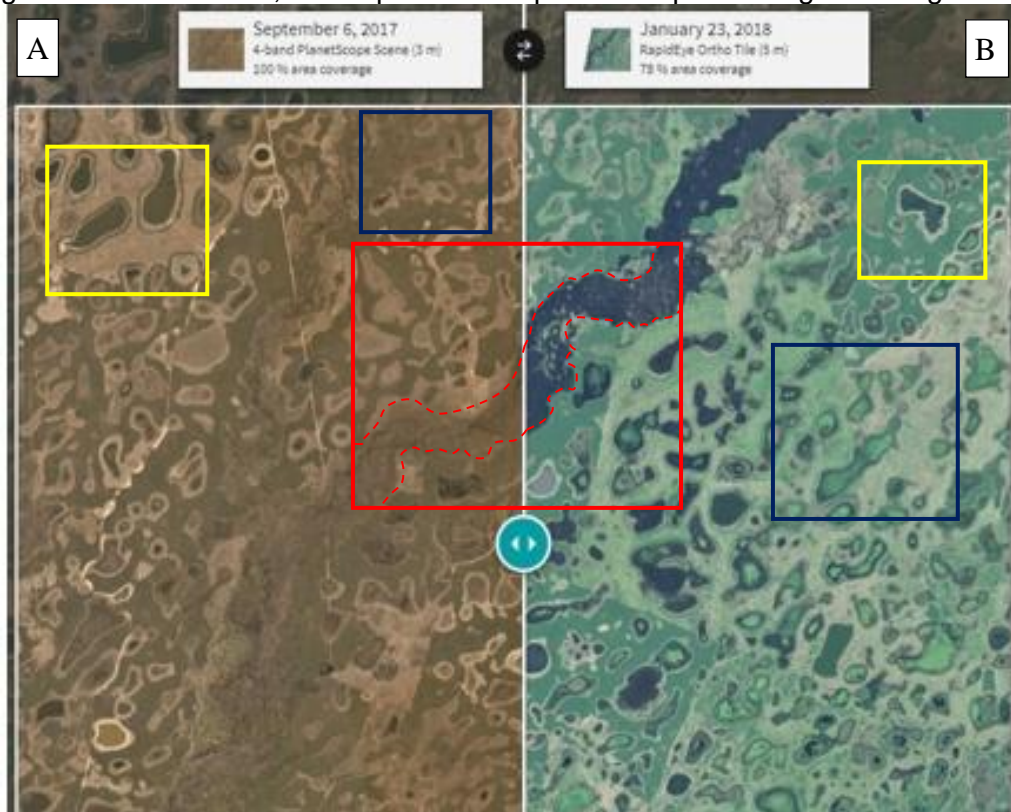 A
September 6, 2017
4-band PlanetScope Scene (3 m)
100 % area coverage
January 23, 2018
RapidEye Ortho Tile (5 m)
78 % area coverage
B